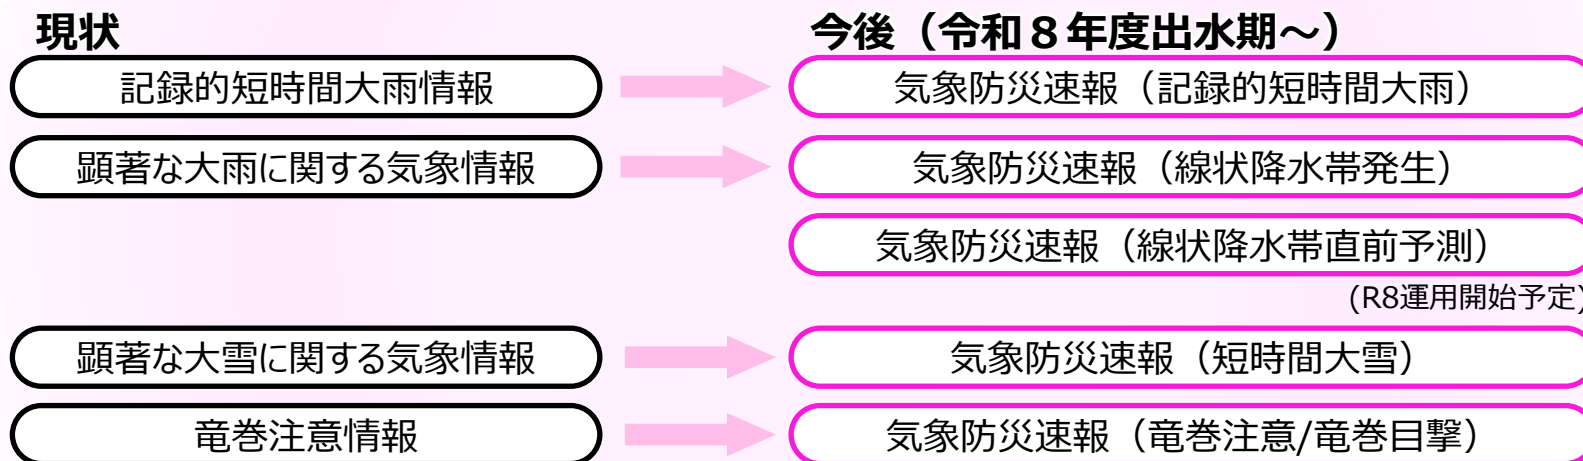 現状
今後（令和８年度出水期～）
記録的短時間大雨情報
気象防災速報（記録的短時間大雨）
顕著な大雨に関する気象情報
気象防災速報（線状降水帯発生）
気象防災速報（線状降水帯直前予測）
(R8運用開始予定)
顕著な大雪に関する気象情報
気象防災速報（短時間大雪）
竜巻注意情報
気象防災速報（竜巻注意/竜巻目撃）